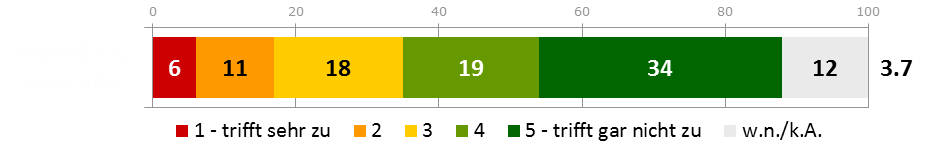 0 20 40 60 80 100
6 11 18 19 34 12 3.7
1 - trifft sehr zu 2 3 4 5 - trifft gar nicht zu w.n./k.A.